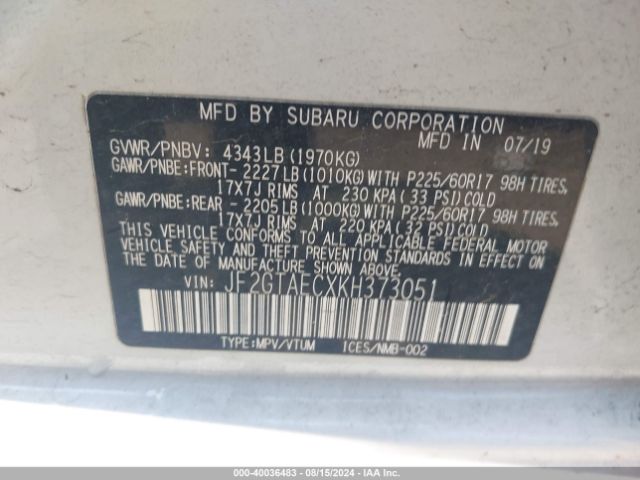 MFD BY SUBARU CORPORATION
MFD IN 07/19
GVWR/PNBV: 4343LB (1970KG)
GAWR/PNBE:FRONT- 2227LB (1010KG)WITH P225/60R17 98H TIRES,
17X7J RIMS AT 230 KPA ( 33 PSI)COLD
GAWR/PNBE:REAR - 2205LB (1000KG)WITH P225/60R17 98H TIRES,
17X7J RIMS AT 220 KPA ( 32 PSI)COLD
THIS VEHICLE CONFORMS TO ALL APPLICABLE FEDERAL MOTOR
VEHICLE SAFETY AND THEFT PREVENTION STANDARDS IN EFFECT
ON THE DATE OF MANUFACTURE SHOWN ABOVE.
VIN: JF2GTAECXKH373051
TYPE:MPV/VTUM ICES/NMB-002
000-40036483 - 08/15/2024 - IAAI.com